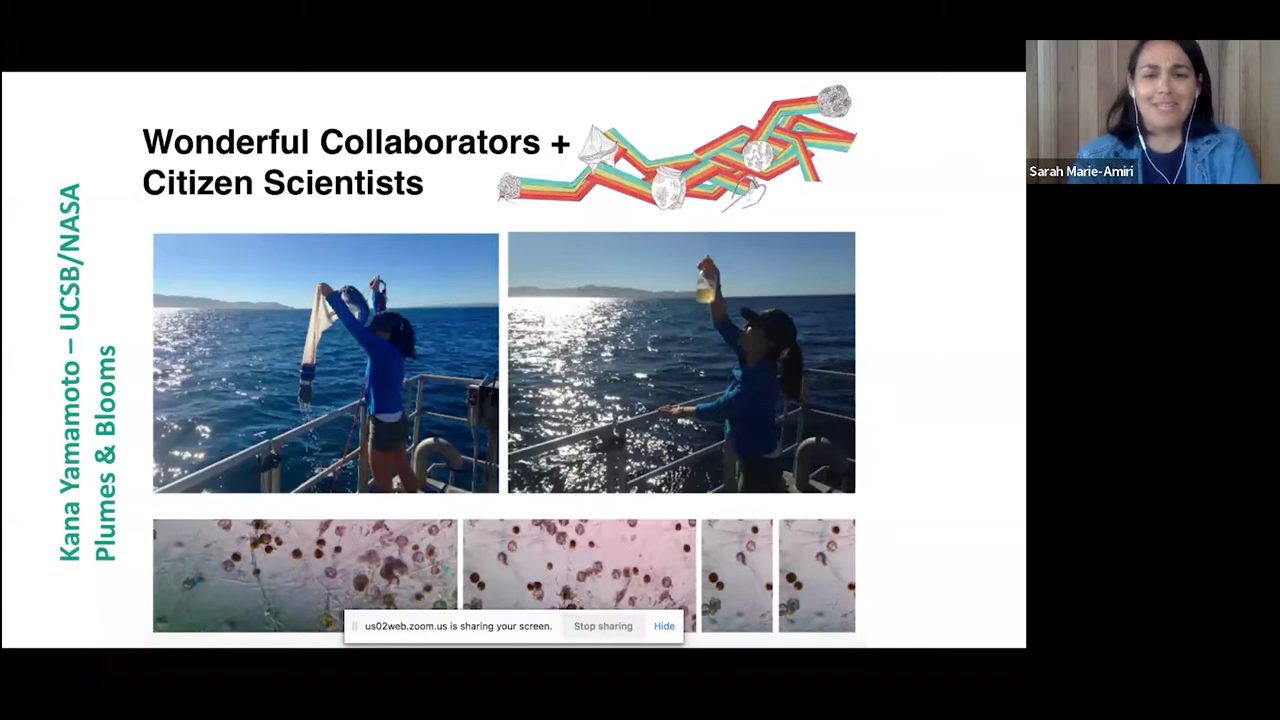 Wonderful Collaborators +
Citizen Scientists
Kana Yamamoto – UCSB/NASA
Plumes & Blooms
us02web.zoom.us is sharing your screen.
Stop sharing
Hide
Sarah Marie-Amiri